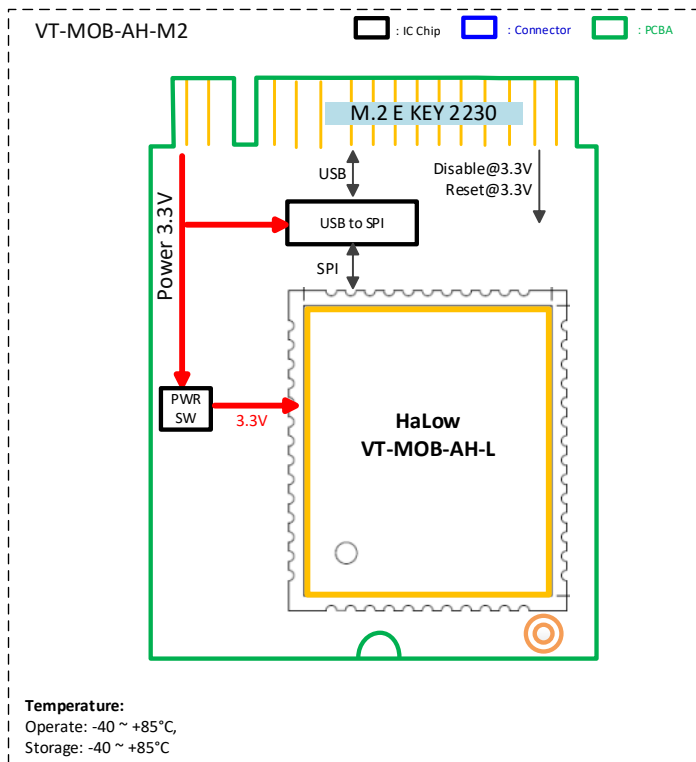 VT-MOB-AH-M2
: IC Chip
: Connector
: PCBA
M.2 E KEY 2230
USB
Disable@3.3V
Reset@3.3V
Power 3.3V
USB to SPI
SPI
PWR
SW
3.3V
HaLow
VT-MOB-AH-L
Temperature:
Operate: -40 ~ +85°C,
Storage: -40 ~ +85°C